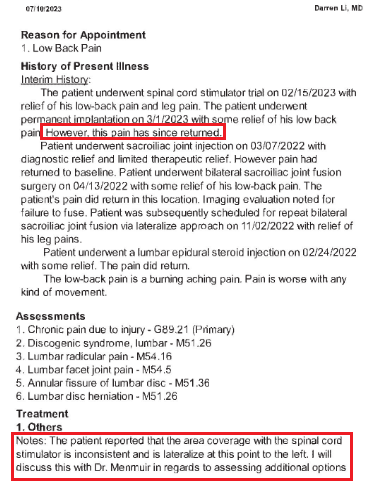 07/10/2023 Darren Li, MD
Reason for Appointment
1. Low Back Pain
History of Present Illness
Interim History:
The patient underwent spinal cord stimulator trial on 02/15/2023 with
relief of his low-back pain and leg pain. The patient underwent
permanent implantation on 3/1/2023 with some relief of his low back
pain. However, this pain has since returned.
Patient underwent sacroiliac joint injection on 03/07/2022 with
diagnostic relief and limited therapeutic relief. However pain had
returned to baseline. Patient underwent bilateral sacroiliac joint fusion
surgery on 04/13/2022 with some relief of his low-back pain. The
patient's pain did return in this location. Imaging evaluation noted for
failure to fuse. Patient was subsequently scheduled for repeat bilateral
sacroiliac joint fusion via lateralize approach on 11/02/2022 with relief of
his leg pains.
Patient underwent a lumbar epidural steroid injection on 02/24/2022
with some relief. The pain did return.
The low-back pain is a burning aching pain. Pain is worse with any
kind of movement.
Assessments
1. Chronic pain due to injury - G89.21 (Primary)
2. Discogenic syndrome, lumbar - M51.26
3. Lumbar radicular pain - M54.16
4. Lumbar facet joint pain - M54.5
5. Annular fissure of lumbar disc - M51.36
6. Lumbar disc herniation - M51.26
Treatment
1. Others
Notes: The patient reported that the area coverage with the spinal cord
stimulator is inconsistent and is lateralize at this point to the left. I will
discuss this with Dr. Menmuir in regards to assessing additional options